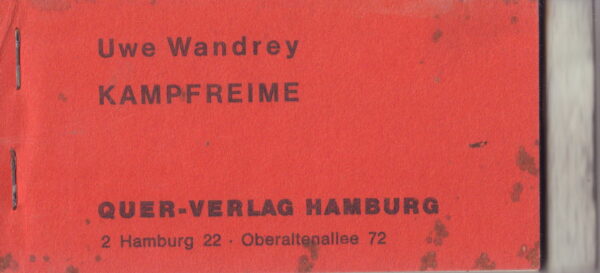 Uwe Wandrey
KAMPFREIME
QUER-VERLAG HAMBURG
2 Hamburg 22 · Oberaltenallee 72